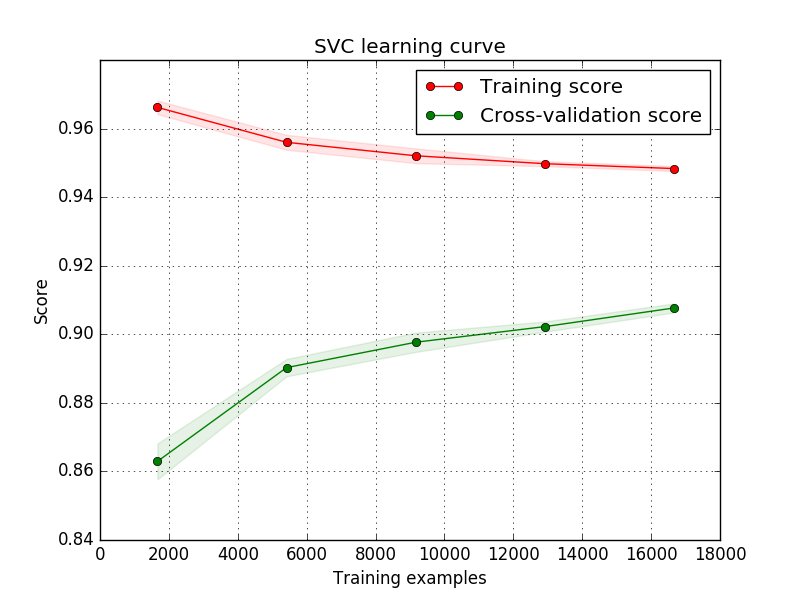 SVC learning curve
Training score
Cross-validation score
0.96
0.94
0.92
0.90
0.88
0.86
0.84
Score
0 2000 4000 6000 8000 10000 12000 14000 16000 18000
Training examples